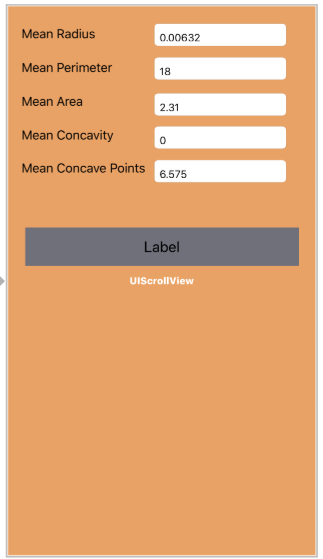 Mean Radius 0.00632
Mean Perimeter 18
Mean Area 2.31
Mean Concavity 0
Mean Concave Points 6.575
Label
UIScrollView